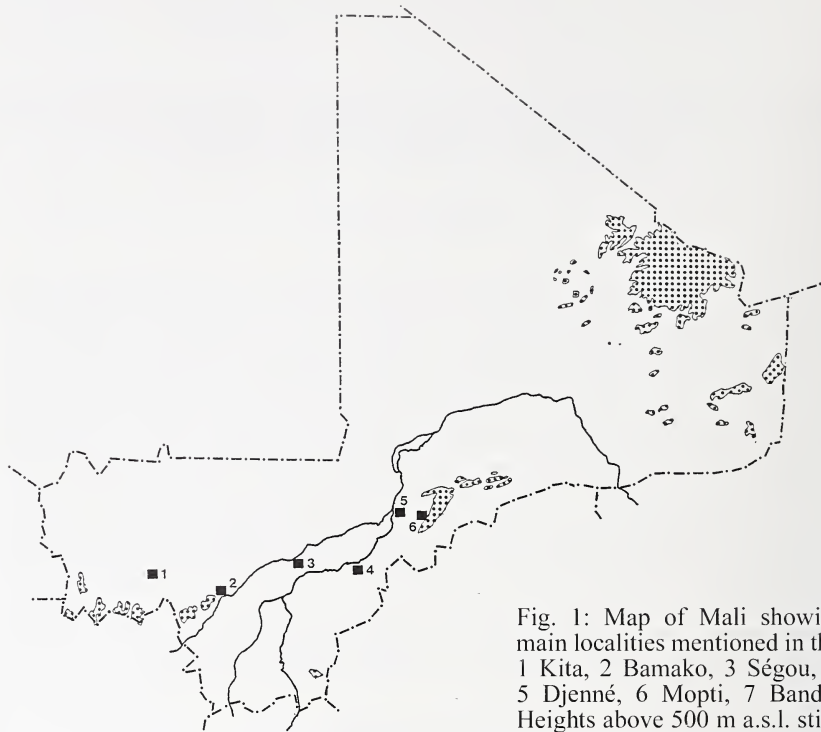 5
6
3
1
4
2
Fig. 1: Map of Mali showi
main localities mentioned in th
1 Kita, 2 Bamako, 3 Ségou,
5 Djenné, 6 Mopti, 7 Band
Heights above 500 m a.s.l. sti